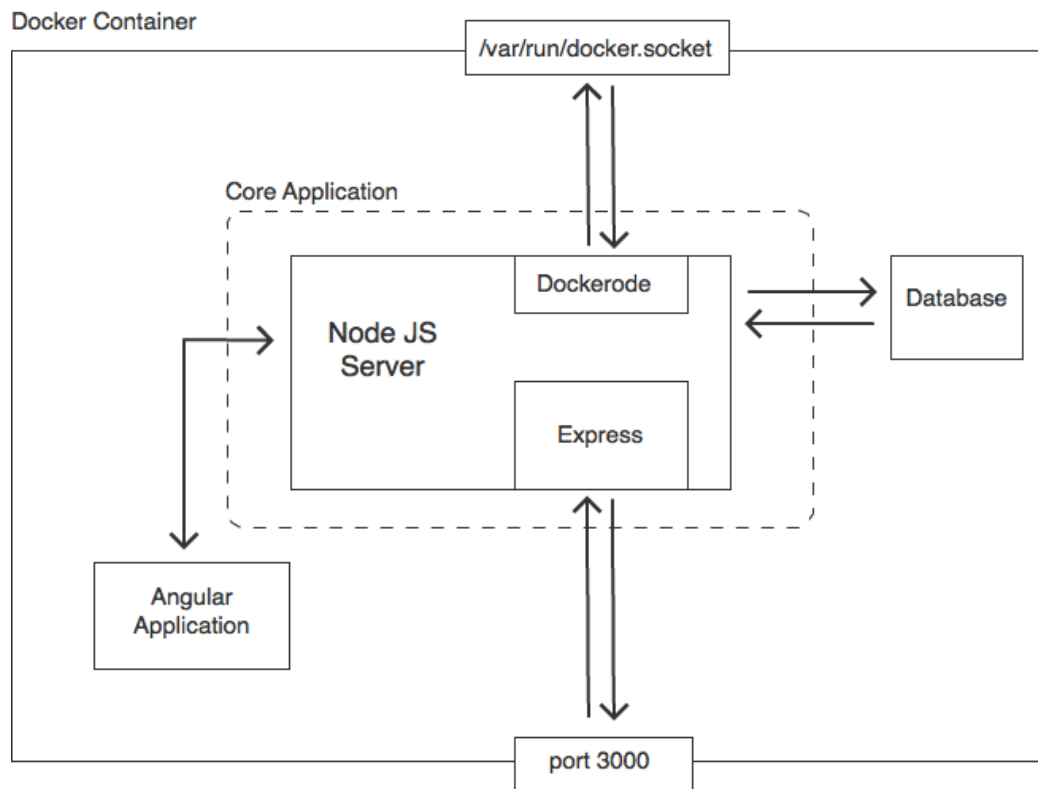 Docker Container
/var/run/docker.socket
Core Application
Dockerode
Database
Node JS
Server
Express
Angular
Application
port 3000